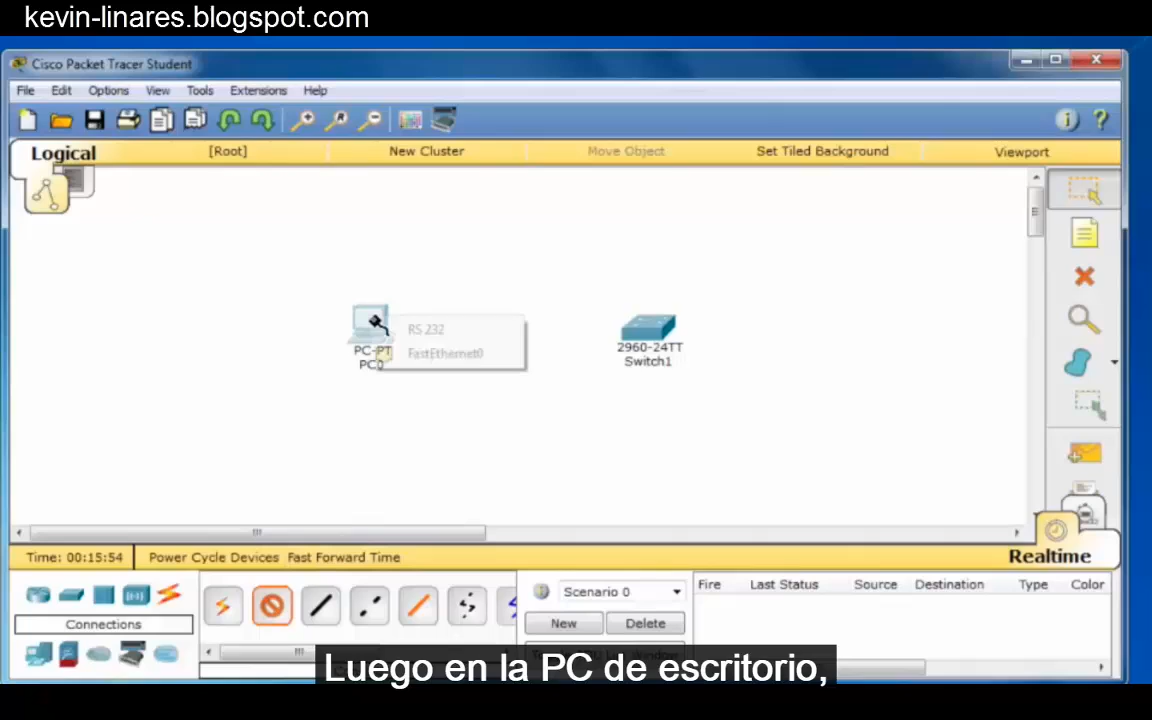 kevin-linares.blogspot.com
Cisco Packet Tracer Student
File Edit Options View Tools Extensions Help
Logical [Root] New Cluster Move Object Set Tiled Background Viewport
RS 232
FastEthernet0
PC-PT
PC0
2960-24TT
Switch1
Time: 00:15:54 Power Cycle Devices Fast Forward Time Realtime
Scenario 0
Fire Last Status Source Destination Type Color
Connections
New Delete
Luego en la PC de escritorio,